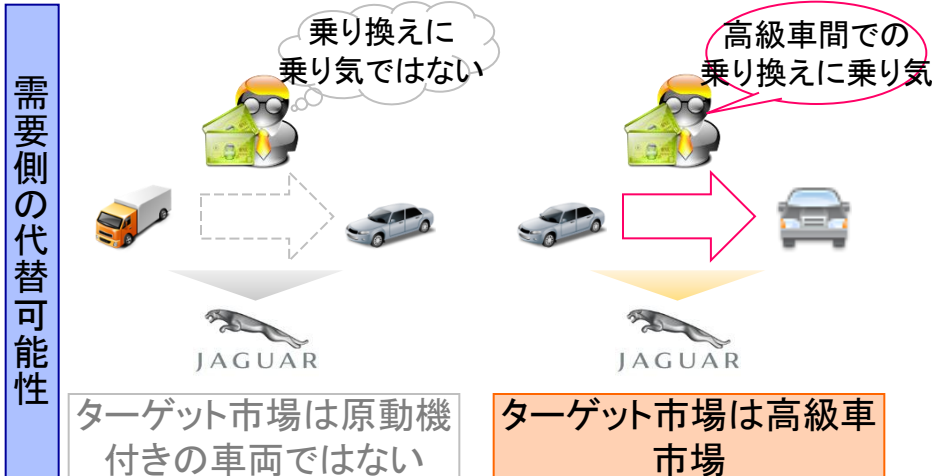 需要側の代替可能性
乗り換えに
乗り気ではない
高級車間での
乗り換えに乗り気
JAGUAR
JAGUAR
ターゲット市場は原動機
付きの車両ではない
ターゲット市場は高級車
市場